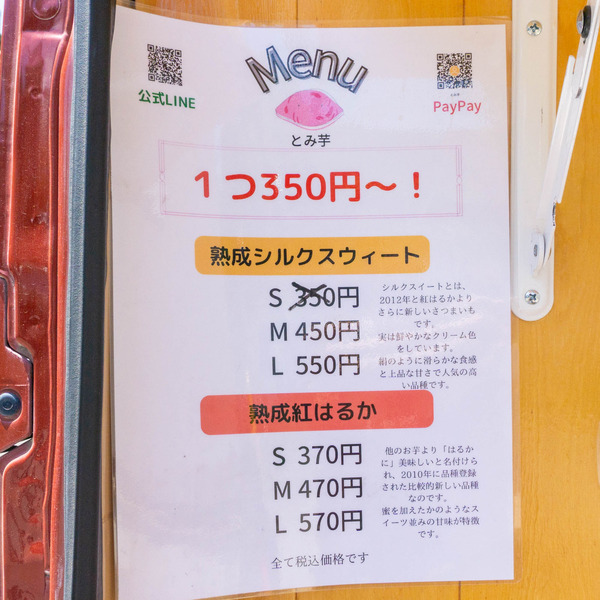 Menu
公式LINE
PayPay
とみ芋
1つ350円〜!
熟成シルクスウィート
S 350円
M 450円
L 550円
シルクスイートとは、
2012年と紅はるかより
さらに新しいさつまいも
です。
実は鮮やかなクリーム色
をしています。
絹のように滑らかな食感
と上品な甘さで人気の高
い品種です。
熟成紅はるか
S 370円
M 470円
L 570円
他のお芋より「はるか
に」美味しいと名付けら
れ、2010年に品種登録
された比較的新しい品種
なのです。
蜜を加えたかのような
スイーツ並みの甘味が特徴
です。
全て税込価格です